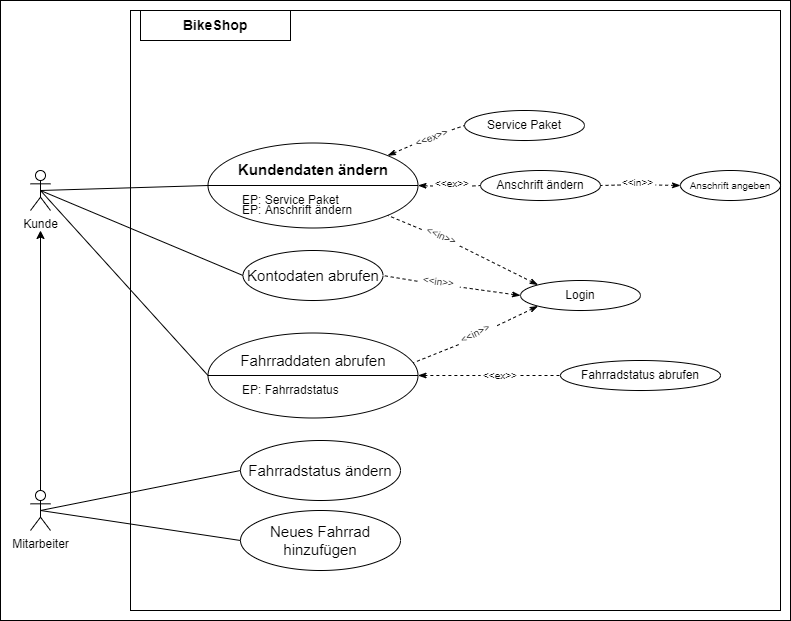 BikeShop
Service Paket
<<ex>>
Kundendaten ändern
EP: Service Paket
EP: Anschrift ändern
<<ex>>
Anschrift ändern
<<in>>
Anschrift angeben
Kunde
<<in>>
Kontodaten abrufen
<<in>>
Login
<<in>>
Fahrraddaten abrufen
EP: Fahrradstatus
<<ex>>
Fahrradstatus abrufen
Fahrradstatus ändern
Mitarbeiter
Neues Fahrrad
hinzufügen